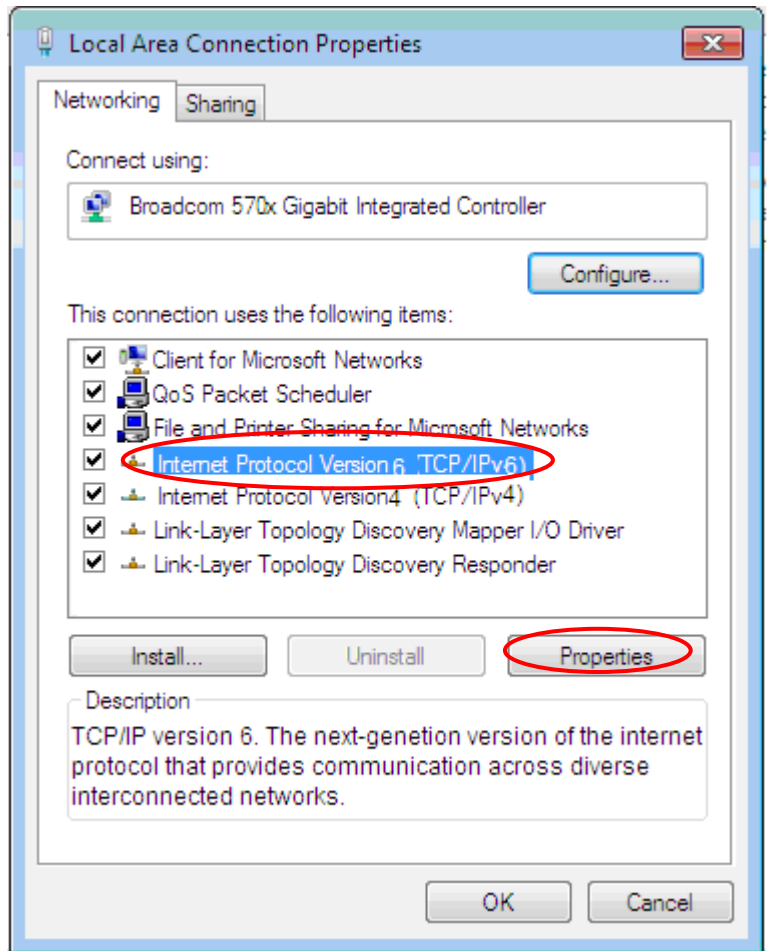 Local Area Connection Properties
Networking
Sharing
Connect using:
Broadcom 570x Gigabit Integrated Controller
Configure...
This connection uses the following items:
Client for Microsoft Networks
QoS Packet Scheduler
File and Printer Sharing for Microsoft Networks
Internet Protocol Version 6 (TCP/IPv6)
Internet Protocol Version4 (TCP/IPv4)
Link-Layer Topology Discovery Mapper I/O Driver
Link-Layer Topology Discovery Responder
Install...
Uninstall
Properties
Description
TCP/IP version 6. The next-genetion version of the internet
protocol that provides communication across diverse
interconnected networks.
OK
Cancel